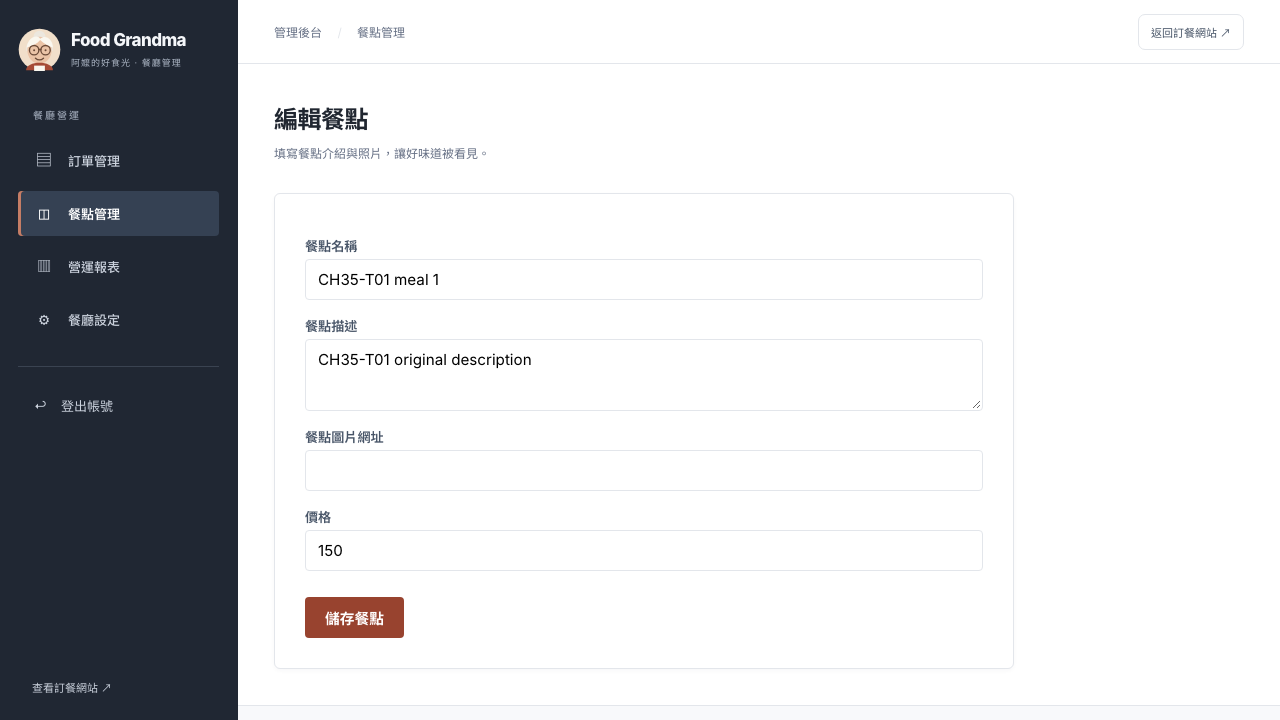 Food Grandma
阿嬤的好食光 · 餐廳管理
餐廳營運
訂單管理
餐點管理
營運報表
餐廳設定
登出帳號
查看訂餐網站 ↗
管理後台 / 餐點管理
返回訂餐網站 ↗
編輯餐點
填寫餐點介紹與照片，讓好味道被看見。
餐點名稱
CH35-T01 meal 1
餐點描述
CH35-T01 original description
餐點圖片網址
價格
150
儲存餐點